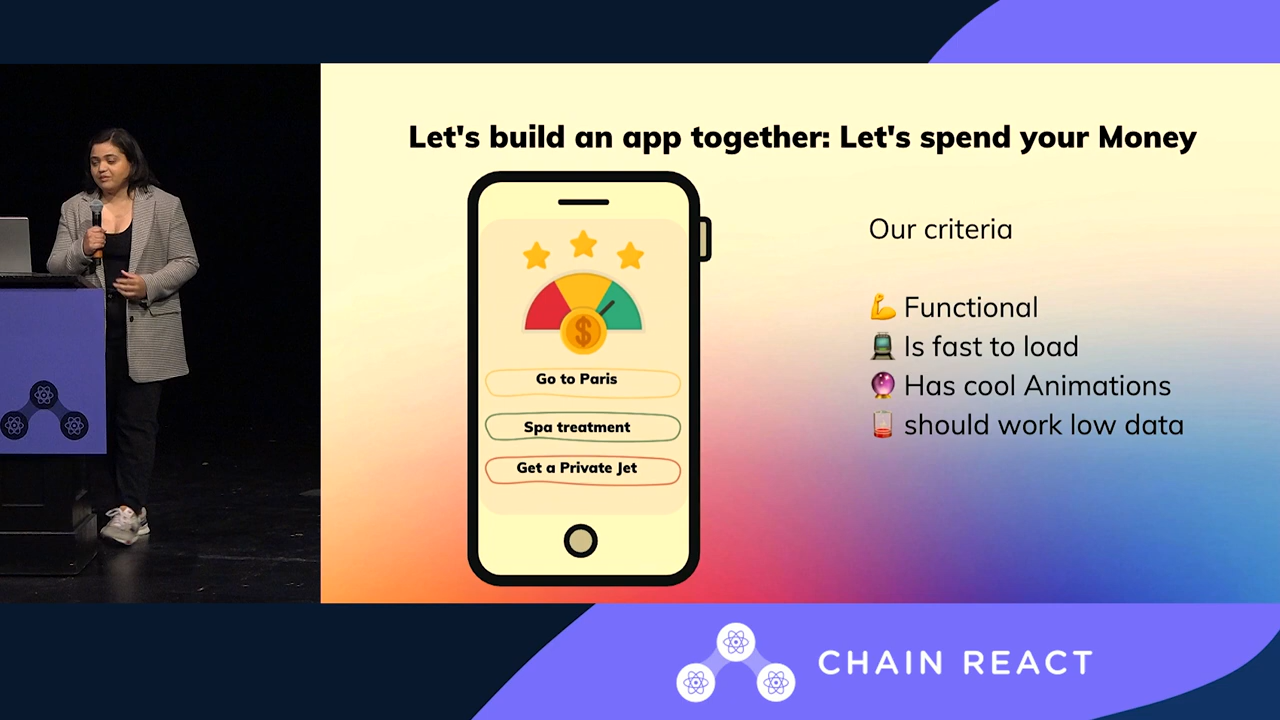 Let's build an app together: Let's spend your Money
Go to Paris
Spa treatment
Get a Private Jet
Our criteria
💪 Functional
🚊 Is fast to load
🔮 Has cool Animations
🪫 should work low data
CHAIN REACT